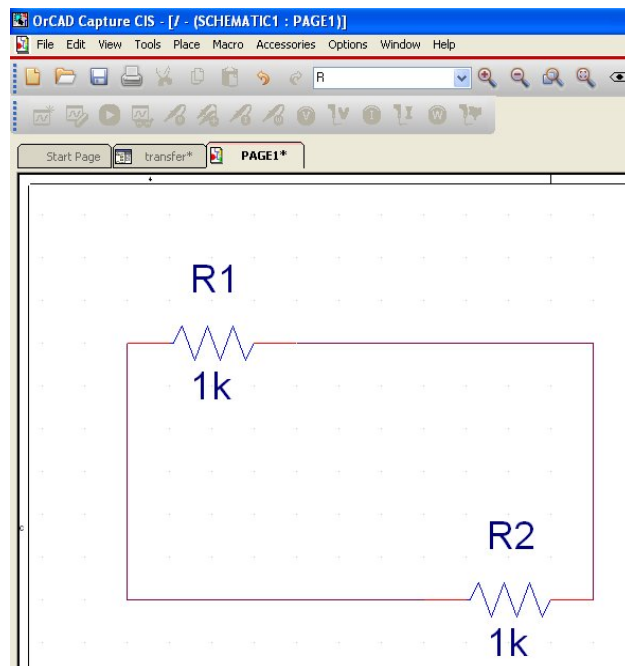 OrCAD Capture CIS - [/ - (SCHEMATIC1 : PAGE1)]
File Edit View Tools Place Macro Accessories Options Window Help
R
V V I I W
Start Page transfer* PAGE1*
R1
1k
C
R2
1k